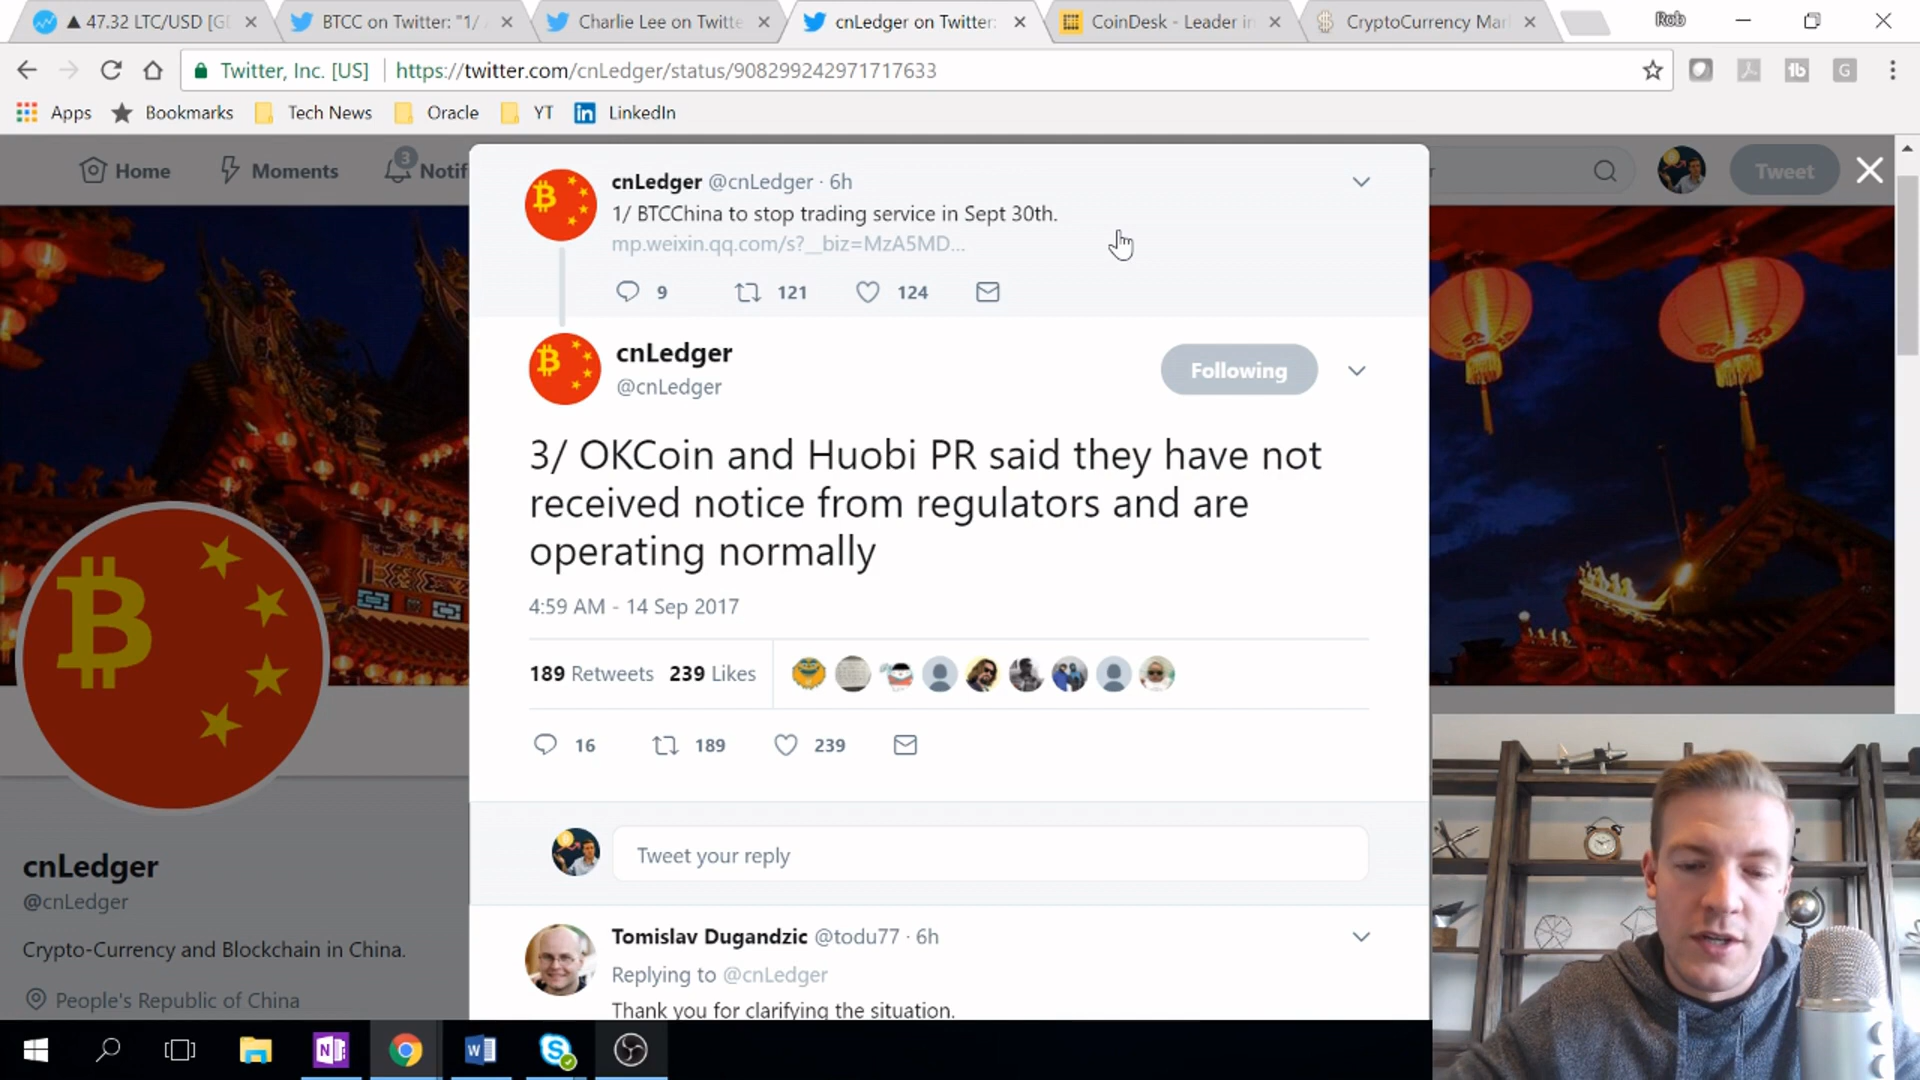 ▲ 47.32 LTC/USD [G
BTCC on Twitter: "1/
Charlie Lee on Twitte
cnLedger on Twitter:
CoinDesk - Leader in
CryptoCurrency Mar
Rob
Twitter, Inc. [US]
https://twitter.com/cnLedger/status/908299242971717633
Apps
Bookmarks
Tech News
Oracle
YT
LinkedIn
Home
Moments
3
Notif
Tweet
cnLedger @cnLedger · 6h
1/ BTCChina to stop trading service in Sept 30th.
mp.weixin.qq.com/s?__biz=MzA5MD...
9
121
124
cnLedger
@cnLedger
Following
3/ OKCoin and Huobi PR said they have not
received notice from regulators and are
operating normally
4:59 AM - 14 Sep 2017
189 Retweets 239 Likes
16
189
239
Tweet your reply
Tomislav Dugandzic @todu77 · 6h
Replying to @cnLedger
Thank you for clarifying the situation.
cnLedger
@cnLedger
Crypto-Currency and Blockchain in China.
People's Republic of China